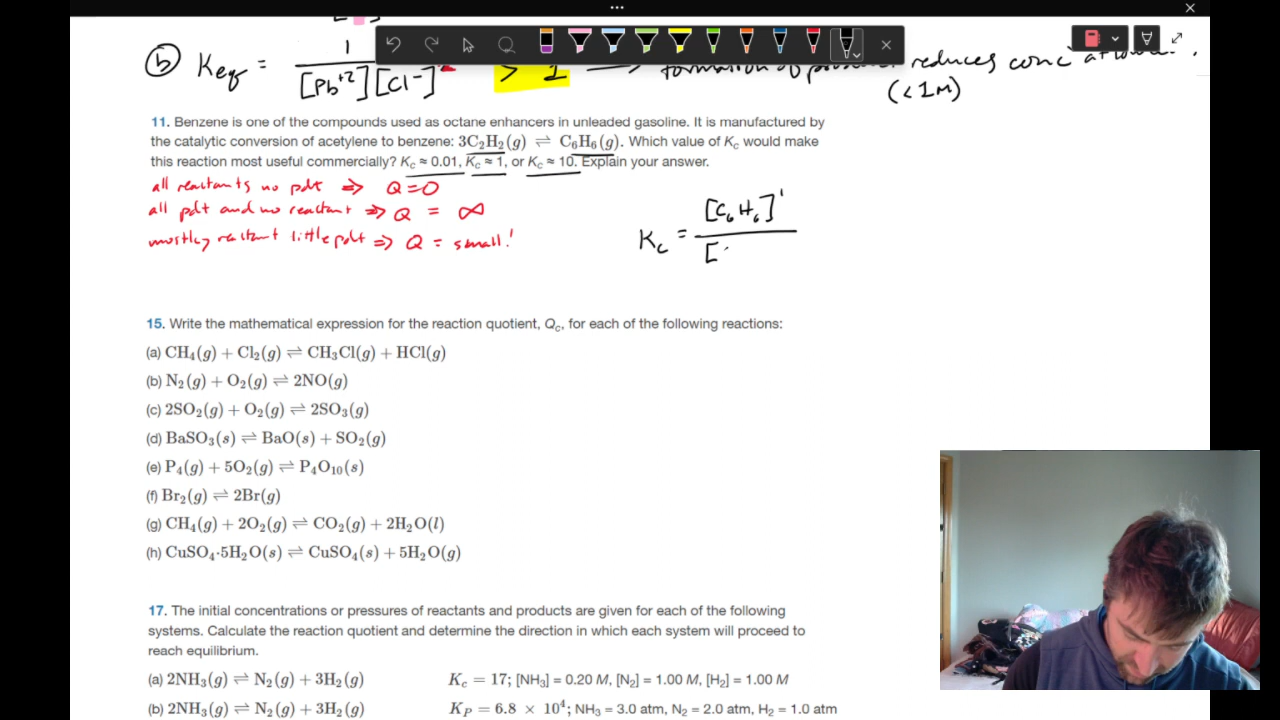 ⓑ Keq = 1 / [Pb+2][Cl-] > 1 → formation of reduces conc
(< 1M)
11. Benzene is one of the compounds used as octane enhancers in unleaded gasoline. It is manufactured by
the catalytic conversion of acetylene to benzene: 3C₂H₂(g) ⇌ C₆H₆(g). Which value of Kc would make
this reaction most useful commercially? Kc ≈ 0.01, Kc ≈ 1, or Kc ≈ 10. Explain your answer.
all reactants no pdt ⇒ Q=0
all pdt and no reactant ⇒ Q = ∞
mostly reactant little pdt ⇒ Q = small!
Kc = [C₆H₆]¹ / [
15. Write the mathematical expression for the reaction quotient, Qc, for each of the following reactions:
(a) CH₄(g) + Cl₂(g) ⇌ CH₃Cl(g) + HCl(g)
(b) N₂(g) + O₂(g) ⇌ 2NO(g)
(c) 2SO₂(g) + O₂(g) ⇌ 2SO₃(g)
(d) BaSO₃(s) ⇌ BaO(s) + SO₂(g)
(e) P₄(g) + 5O₂(g) ⇌ P₄O₁₀(s)
(f) Br₂(g) ⇌ 2Br(g)
(g) CH₄(g) + 2O₂(g) ⇌ CO₂(g) + 2H₂O(l)
(h) CuSO₄·5H₂O(s) ⇌ CuSO₄(s) + 5H₂O(g)
17. The initial concentrations or pressures of reactants and products are given for each of the following
systems. Calculate the reaction quotient and determine the direction in which each system will proceed to
reach equilibrium.
(a) 2NH₃(g) ⇌ N₂(g) + 3H₂(g) Kc = 17; [NH₃] = 0.20 M, [N₂] = 1.00 M, [H₂] = 1.00 M
(b) 2NH₃(g) ⇌ N₂(g) + 3H₂(g) KP = 6.8 × 10⁴; NH₃ = 3.0 atm, N₂ = 2.0 atm, H₂ = 1.0 atm